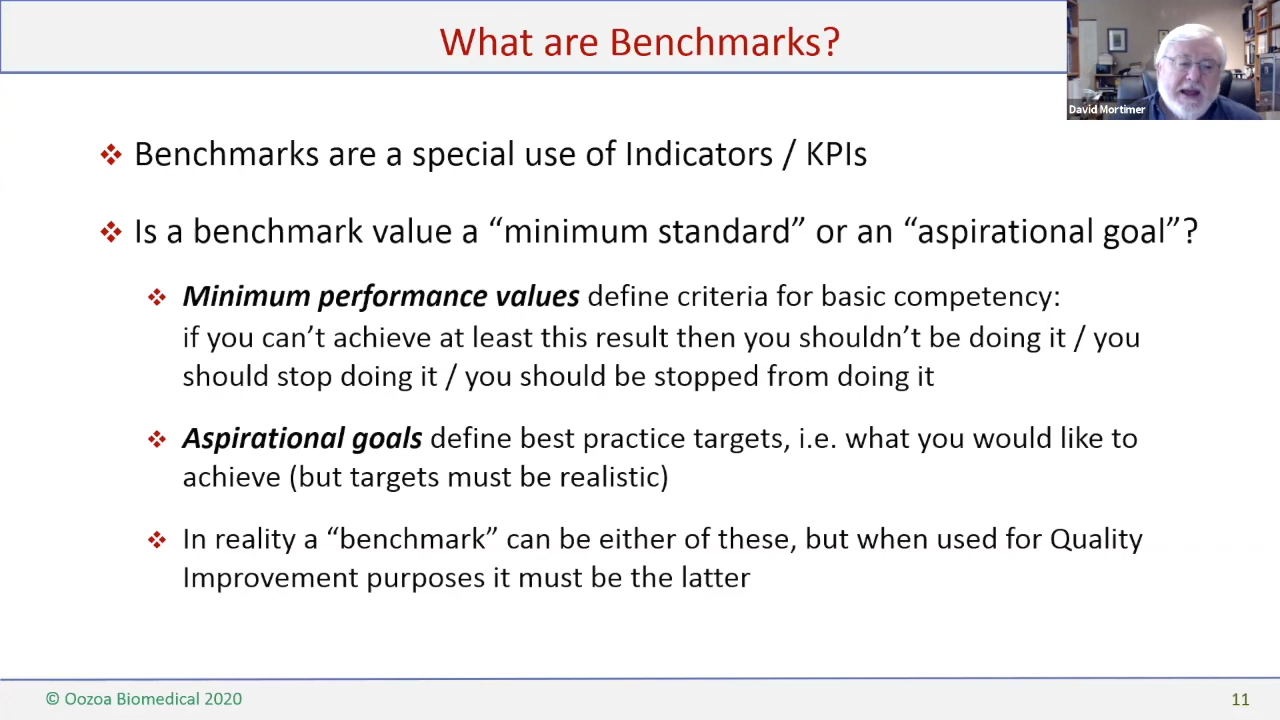 What are Benchmarks?
David Mortimer
Benchmarks are a special use of Indicators / KPIs
Is a benchmark value a “minimum standard” or an “aspirational goal”?
Minimum performance values define criteria for basic competency:
if you can’t achieve at least this result then you shouldn’t be doing it / you
should stop doing it / you should be stopped from doing it
Aspirational goals define best practice targets, i.e. what you would like to
achieve (but targets must be realistic)
In reality a “benchmark” can be either of these, but when used for Quality
Improvement purposes it must be the latter
© Oozoa Biomedical 2020
11